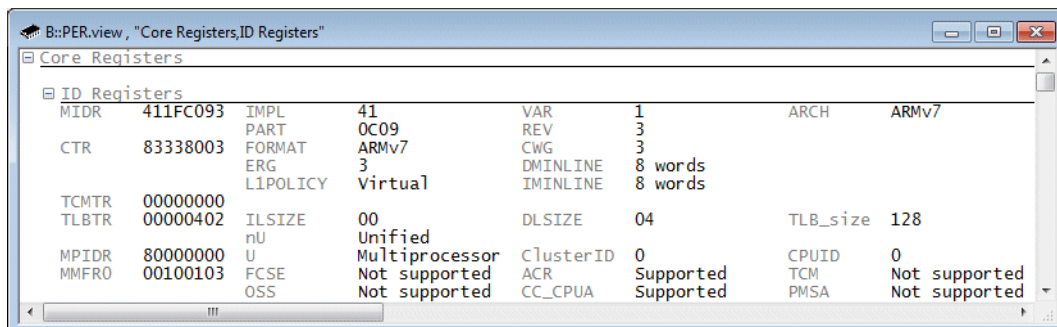 B::PER.view , "Core Registers,ID Registers"
Core Registers
ID Registers
MIDR 411FC093 IMPL 41 VAR 1 ARCH ARMv7
PART 0C09 REV 3
CTR 83338003 FORMAT ARMv7 CWG 3
ERG 3 DMINLINE 8 words
L1POLICY Virtual IMINLINE 8 words
TCMTR 00000000
TLBTR 00000402 ILSIZE 00 DLSIZE 04 TLB_size 128
nU Unified
MPIDR 80000000 U Multiprocessor ClusterID 0 CPUID 0
MMFR0 00100103 FCSE Not supported ACR Supported TCM Not supported
OSS Not supported CC_CPUA Supported PMSA Not supported